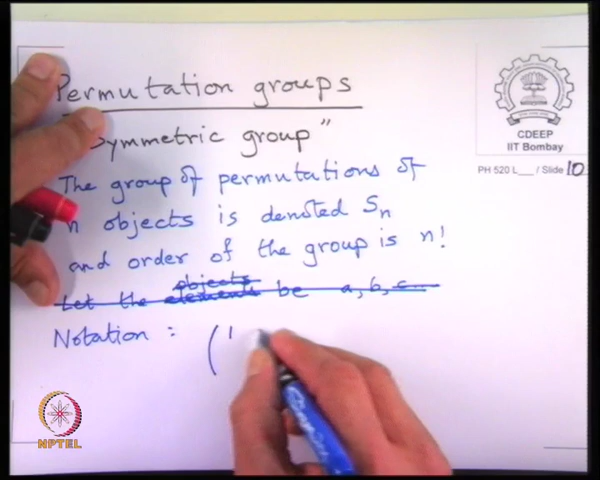 Permutation groups
"Symmetric group"
The group of permutations of
n objects is denoted Sn
and order of the group is n!
objects
Let the elements be a, b, c...
Notation : ( 1
CDEEP
IIT Bombay
PH 520 L___ / Slide 10
NPTEL